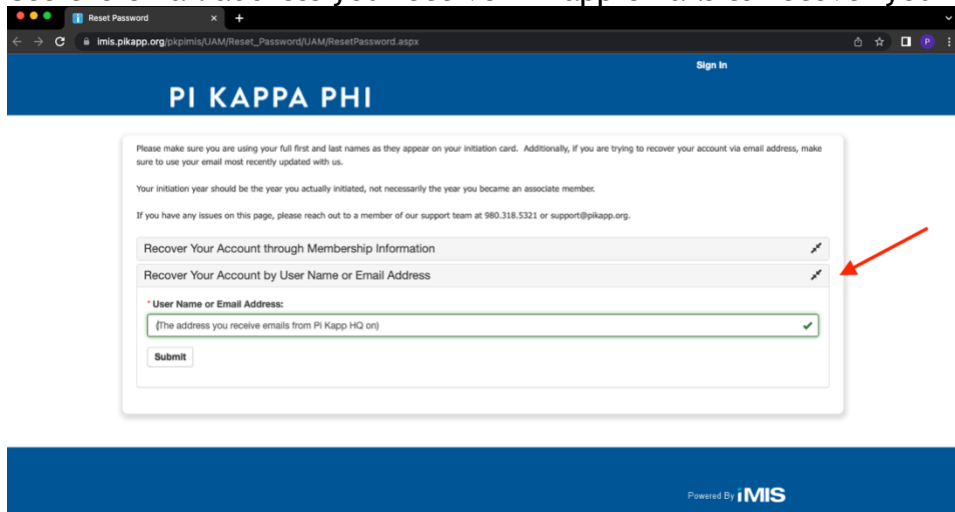 Reset Password
imis.pikapp.org/pkpimis/UAM/Reset_Password/UAM/ResetPassword.aspx
P
Sign In
PI KAPPA PHI
Please make sure you are using your full first and last names as they appear on your initiation card. Additionally, if you are trying to recover your account via email address, make
sure to use your email most recently updated with us.
Your initiation year should be the year you actually initiated, not necessarily the year you became an associate member.
If you have any issues on this page, please reach out to a member of our support team at 980.318.5321 or support@pikapp.org.
Recover Your Account through Membership Information
Recover Your Account by User Name or Email Address
* User Name or Email Address:
(The address you receive emails from Pi Kapp HQ on)
Submit
Powered By iMIS